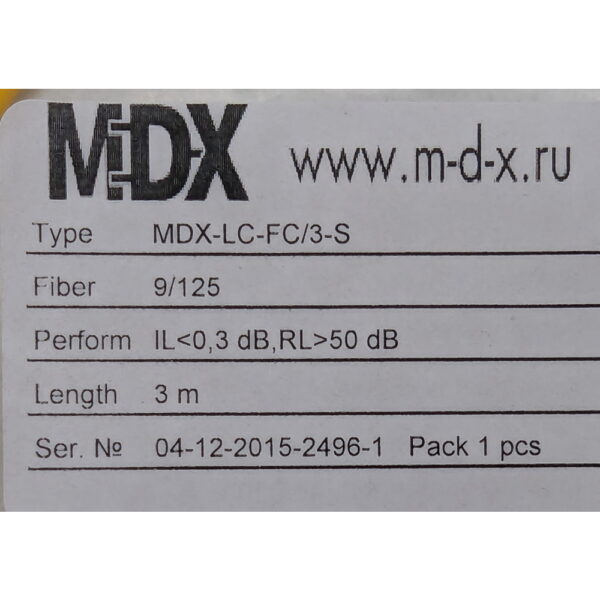 MDX www.m-d-x.ru
Type MDX-LC-FC/3-S
Fiber 9/125
Perform IL<0,3 dB,RL>50 dB
Length 3 m
Ser. № 04-12-2015-2496-1 Pack 1 pcs